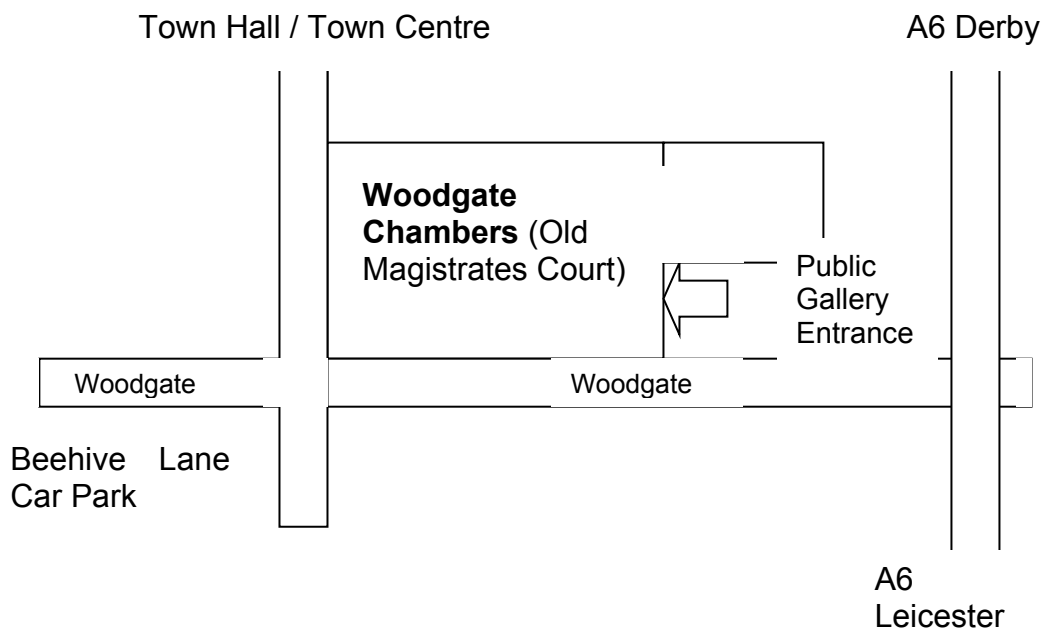 Town Hall / Town Centre
A6 Derby
Woodgate
Chambers (Old
Magistrates Court)
Public
Gallery
Entrance
Woodgate
Woodgate
Beehive Lane
Car Park
A6
Leicester